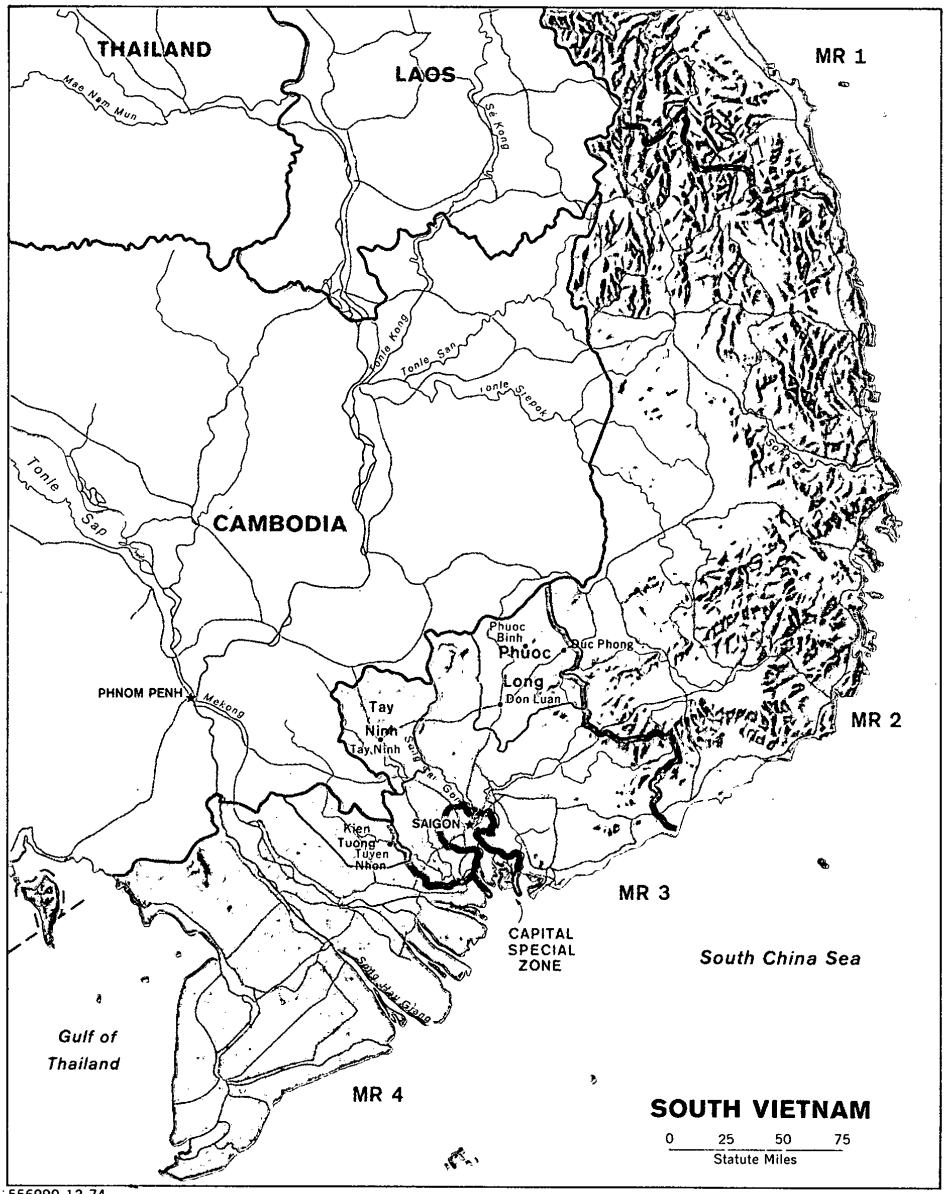 THAILAND
LAOS
MR 1
Mae Nam Mun
Se Kong
Tonle Kong
Tonle San
Tonle Srepok
Song Ba
Tonle Sap
CAMBODIA
Phuoc
Binh
Phuoc
Duc Phong
Long
Don Luan
PHNOM PENH
Mekong
Tay
Ninh
Tay Ninh
Song Sai Gon
MR 2
SAIGON
Kien
Tuong
Tuyen
Nhon
MR 3
CAPITAL
SPECIAL
ZONE
South China Sea
Song Hau Giang
Gulf of
Thailand
MR 4
SOUTH VIETNAM
0 25 50 75
Statute Miles
556990 12-74